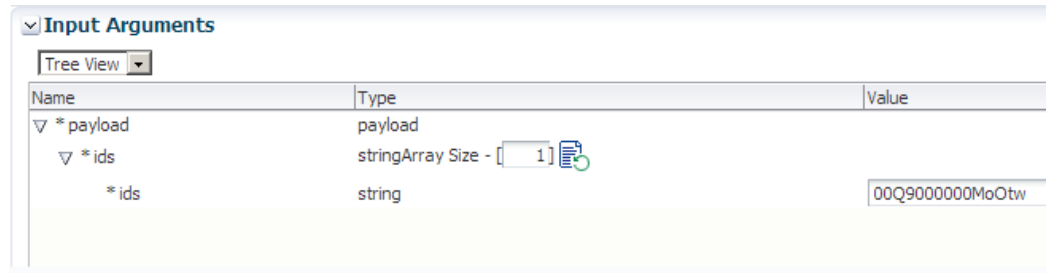 Input Arguments
Tree View
Name Type Value
* payload payload
* ids stringArray Size - [ 1]
* ids string 00Q9000000MoOtw